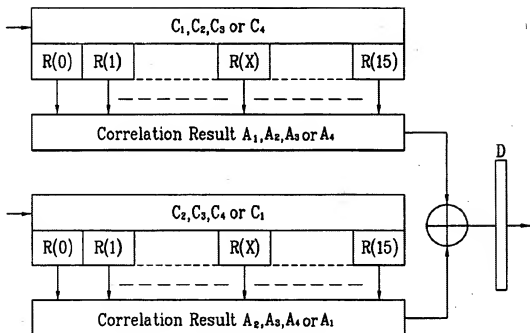 C₁, C₂, C₃ or C₄
R(0) R(1) R(X) R(15)
Correlation Result A₁, A₂, A₃ or A₄
D
C₂, C₃, C₄ or C₁
R(0) R(1) R(X) R(15)
Correlation Result A₂, A₃, A₄ or A₁